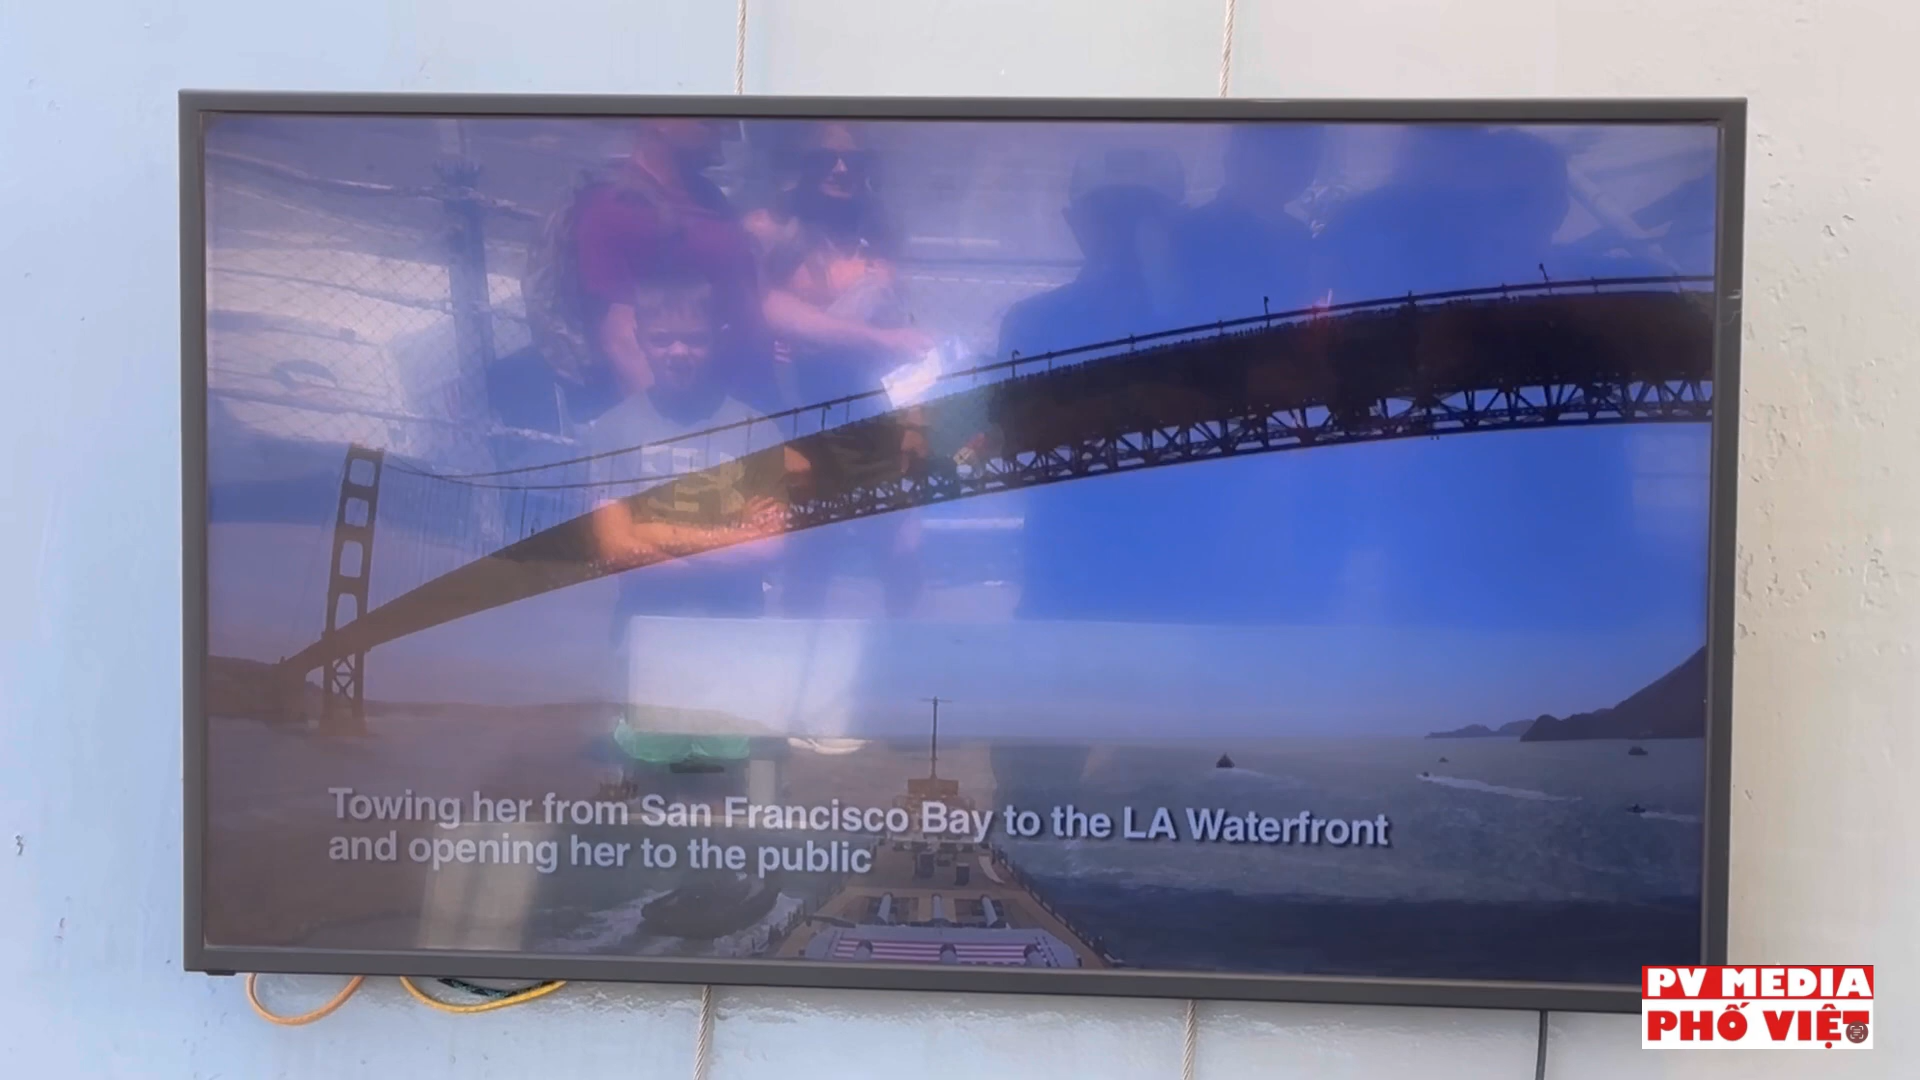 Towing her from San Francisco Bay to the LA Waterfront
and opening her to the public
PV MEDIA
PHỐ VIỆT